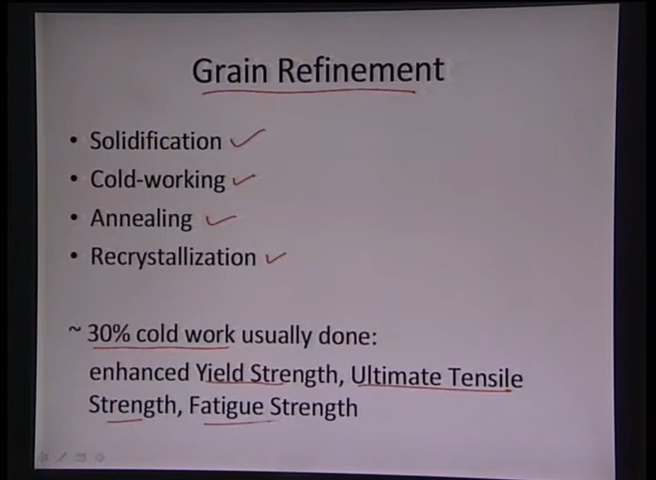 Grain Refinement
• Solidification
• Cold-working
• Annealing
• Recrystallization
~ 30% cold work usually done:
enhanced Yield Strength, Ultimate Tensile
Strength, Fatigue Strength